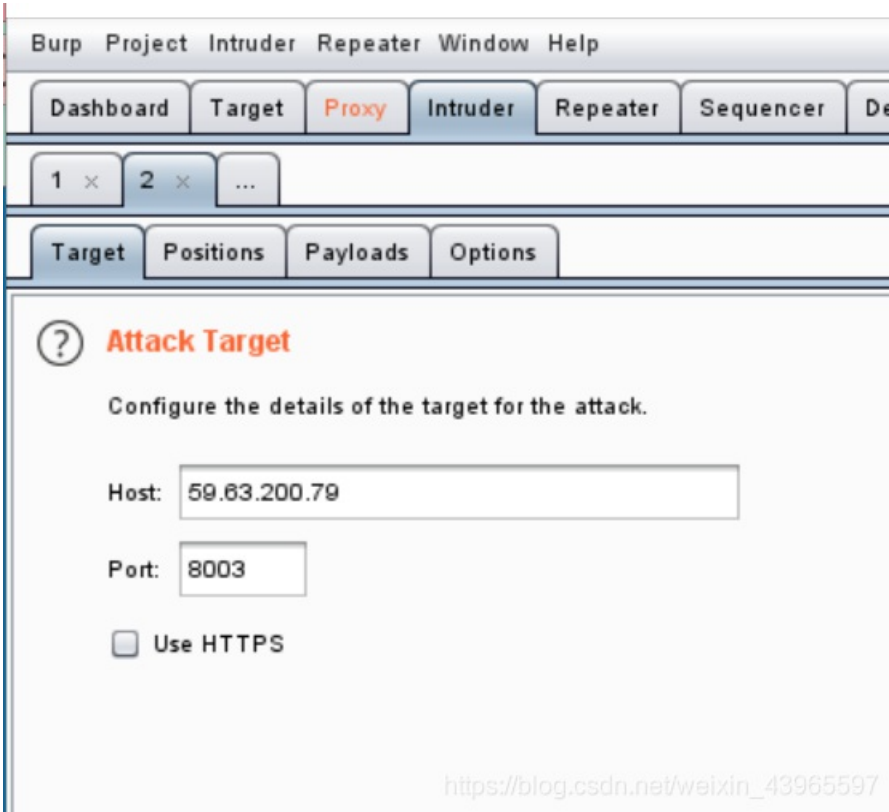 Burp Project Intruder Repeater Window Help
Dashboard Target Proxy Intruder Repeater Sequencer De
1 × 2 × ...
Target Positions Payloads Options
? Attack Target
Configure the details of the target for the attack.
Host: 59.63.200.79
Port: 8003
Use HTTPS
https://blog.csdn.net/weixin_43965597